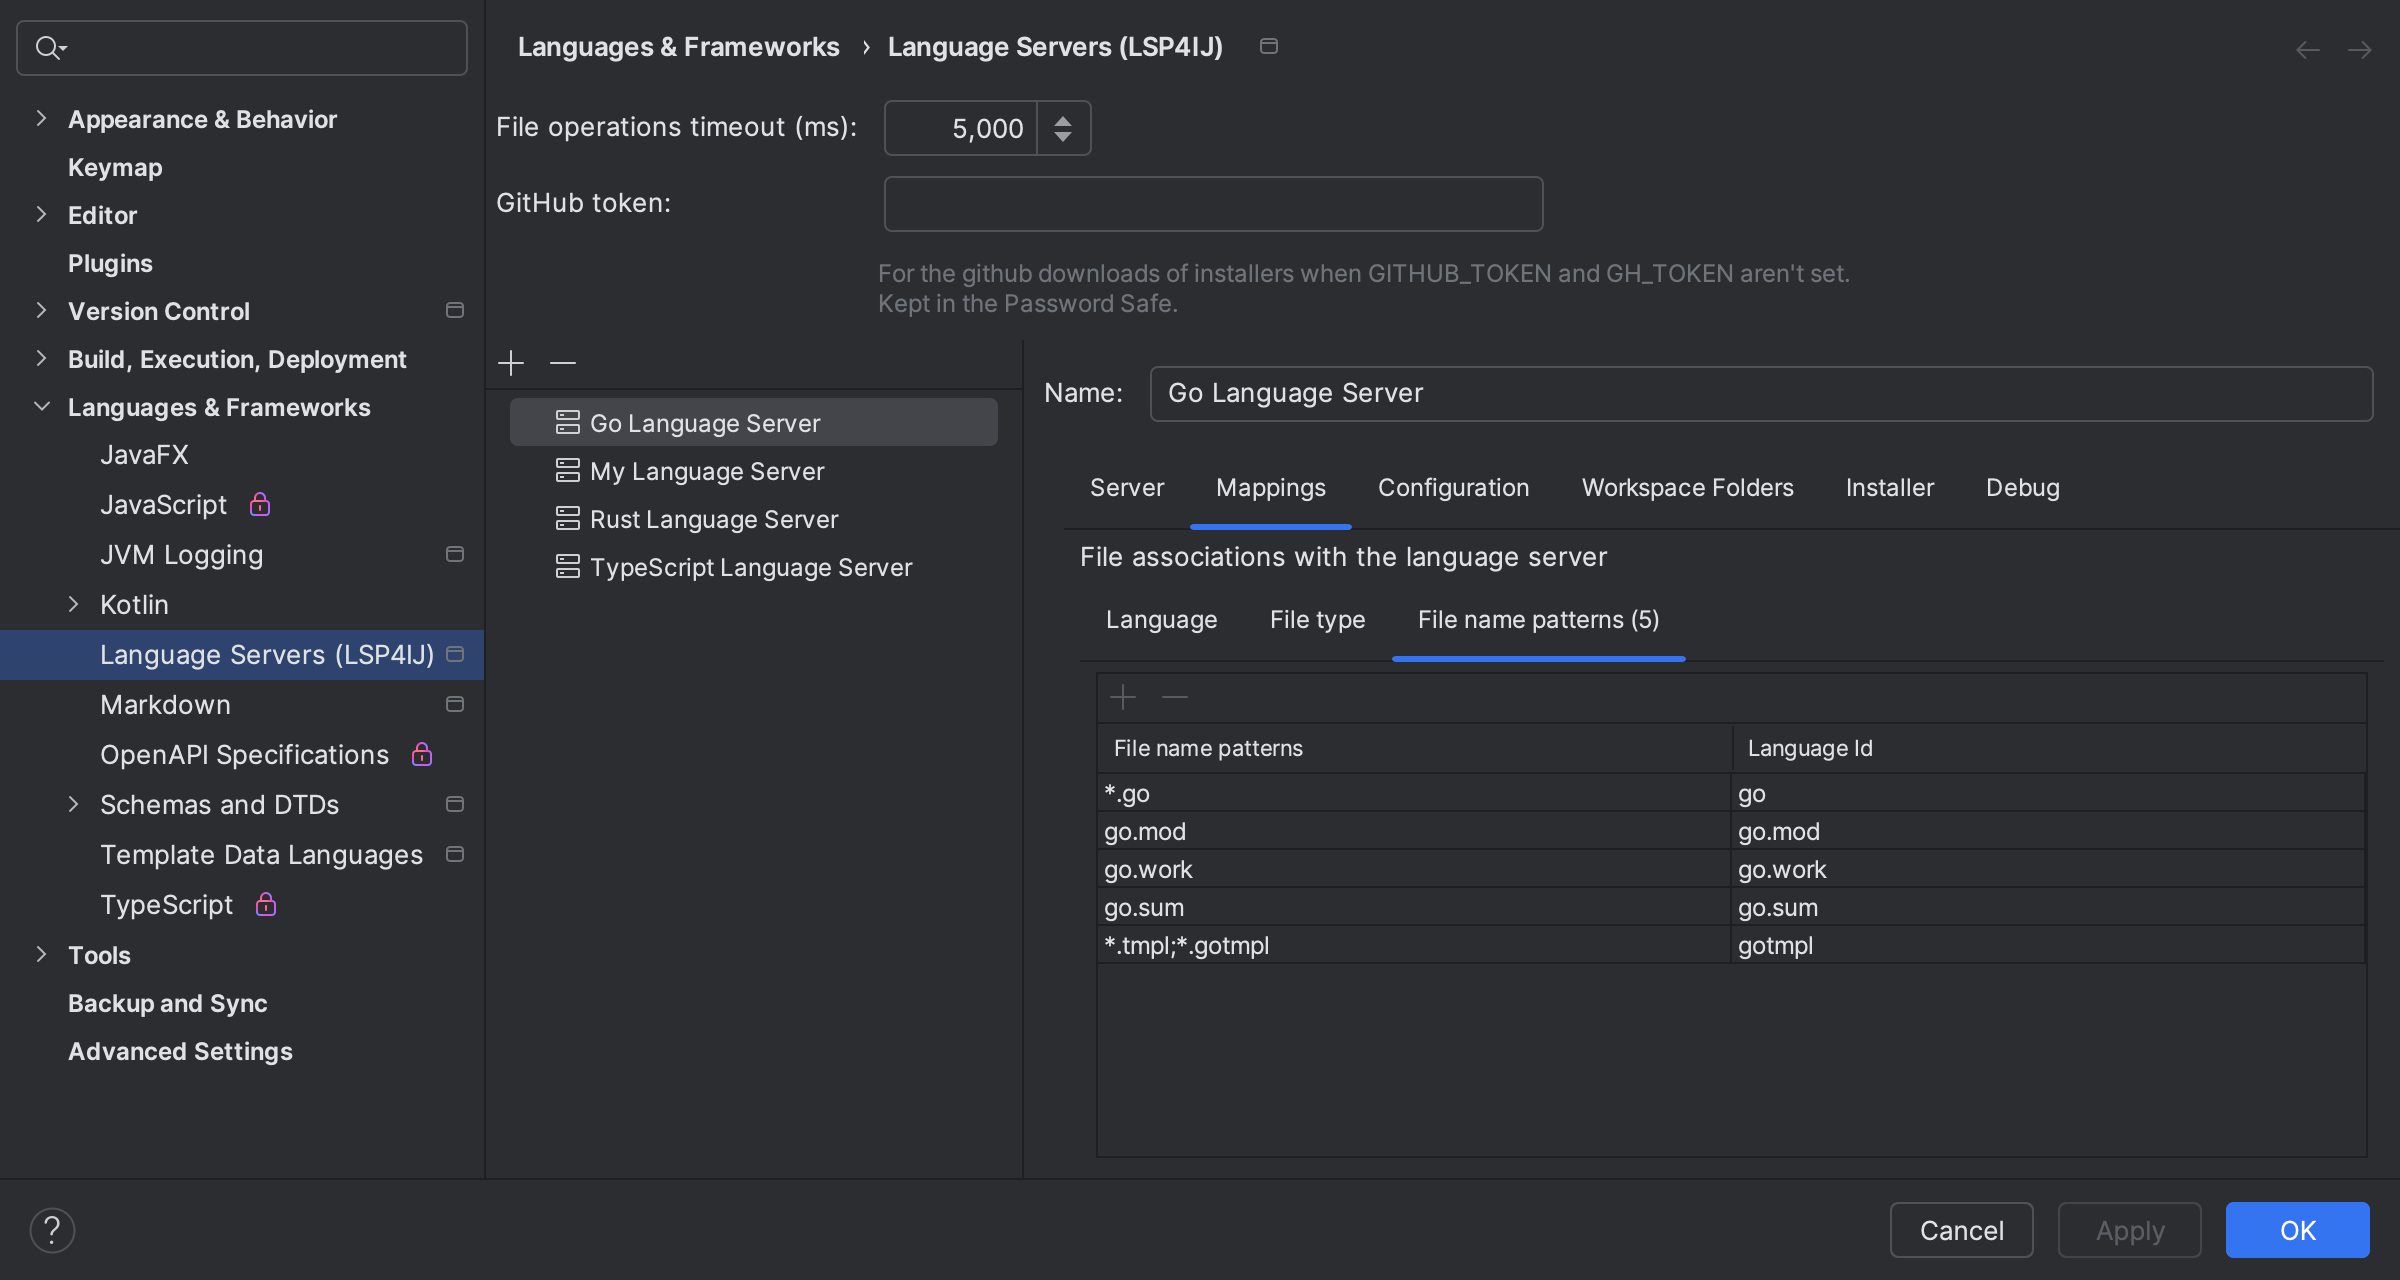 Languages & Frameworks › Language Servers (LSP4IJ)
Appearance & Behavior
Keymap
Editor
Plugins
Version Control
Build, Execution, Deployment
Languages & Frameworks
JavaFX
JavaScript
JVM Logging
Kotlin
Language Servers (LSP4IJ)
Markdown
OpenAPI Specifications
Schemas and DTDs
Template Data Languages
TypeScript
Tools
Backup and Sync
Advanced Settings
File operations timeout (ms): 5,000
GitHub token:
For the github downloads of installers when GITHUB_TOKEN and GH_TOKEN aren't set.
Kept in the Password Safe.
Go Language Server
My Language Server
Rust Language Server
TypeScript Language Server
Name: Go Language Server
Server Mappings Configuration Workspace Folders Installer Debug
File associations with the language server
Language File type File name patterns (5)
File name patterns Language Id
*.go go
go.mod go.mod
go.work go.work
go.sum go.sum
*.tmpl;*.gotmpl gotmpl
? Cancel Apply OK